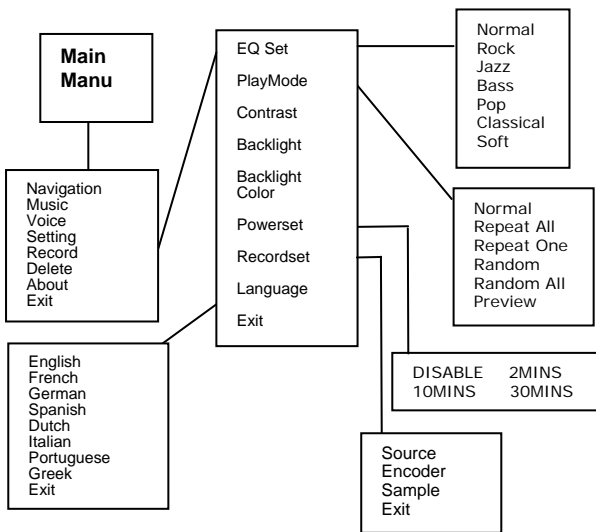 Main
Manu
Navigation
Music
Voice
Setting
Record
Delete
About
Exit
English
French
German
Spanish
Dutch
Italian
Portuguese
Greek
Exit
EQ Set
PlayMode
Contrast
Backlight
Backlight
Color
Powerset
Recordset
Language
Exit
Normal
Rock
Jazz
Bass
Pop
Classical
Soft
Normal
Repeat All
Repeat One
Random
Random All
Preview
DISABLE 2MINS
10MINS 30MINS
Source
Encoder
Sample
Exit